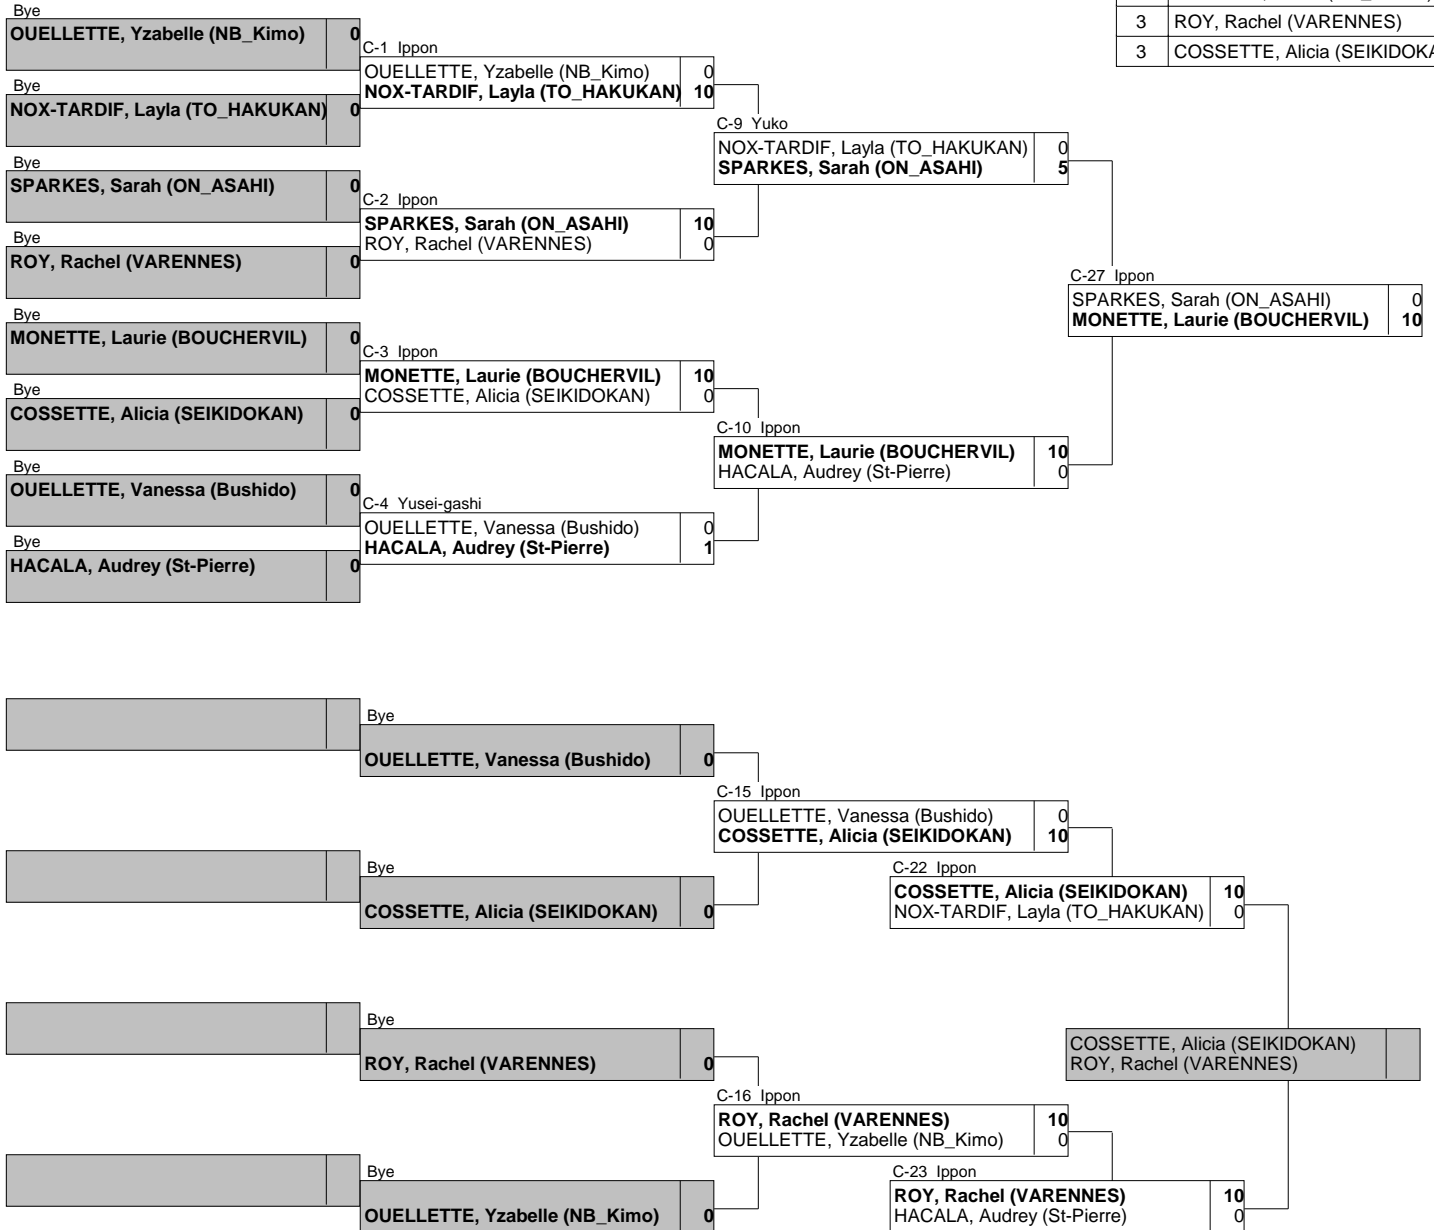 3 ROY, Rachel (VARENNES)
3 COSSETTE, Alicia
Bye
OUELLETTE, Yzabelle (NB_Kimo) 0
Bye
NOX-TARDIF, Layla (TO_HAKUKAN) 0
Bye
SPARKES, Sarah (ON_ASAHI) 0
Bye
ROY, Rachel (VARENNES) 0
Bye
MONETTE, Laurie (BOUCHERVIL) 0
Bye
COSSETTE, Alicia (SEIKIDOKAN) 0
Bye
OUELLETTE, Vanessa (Bushido) 0
Bye
HACALA, Audrey (St-Pierre) 0
C-1 Ippon
OUELLETTE, Yzabelle (NB_Kimo) 0
NOX-TARDIF, Layla (TO_HAKUKAN) 10
C-2 Ippon
SPARKES, Sarah (ON_ASAHI) 10
ROY, Rachel (VARENNES) 0
C-3 Ippon
MONETTE, Laurie (BOUCHERVIL) 10
COSSETTE, Alicia (SEIKIDOKAN) 0
C-4 Yusei-gashi
OUELLETTE, Vanessa (Bushido) 0
HACALA, Audrey (St-Pierre) 1
C-9 Yuko
NOX-TARDIF, Layla (TO_HAKUKAN) 0
SPARKES, Sarah (ON_ASAHI) 5
C-10 Ippon
MONETTE, Laurie (BOUCHERVIL) 10
HACALA, Audrey (St-Pierre) 0
C-27 Ippon
SPARKES, Sarah (ON_ASAHI) 0
MONETTE, Laurie (BOUCHERVIL) 10
Bye
OUELLETTE, Vanessa (Bushido) 0
Bye
COSSETTE, Alicia (SEIKIDOKAN) 0
Bye
ROY, Rachel (VARENNES) 0
Bye
OUELLETTE, Yzabelle (NB_Kimo) 0
C-15 Ippon
OUELLETTE, Vanessa (Bushido) 0
COSSETTE, Alicia (SEIKIDOKAN) 10
C-16 Ippon
ROY, Rachel (VARENNES) 10
OUELLETTE, Yzabelle (NB_Kimo) 0
C-22 Ippon
COSSETTE, Alicia (SEIKIDOKAN) 10
NOX-TARDIF, Layla (TO_HAKUKAN) 0
C-23 Ippon
ROY, Rachel (VARENNES) 10
HACALA, Audrey (St-Pierre) 0
COSSETTE, Alicia (SEIKIDOKAN)
ROY, Rachel (VARENNES)